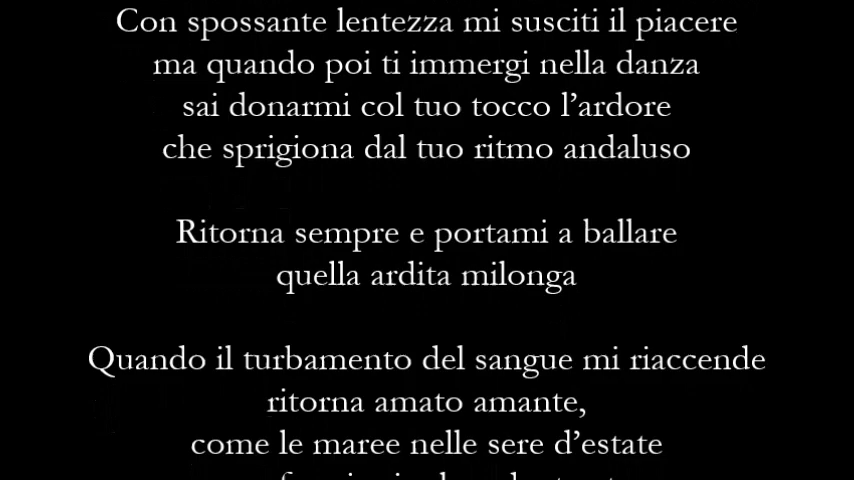 Con spossante lentezza mi susciti il piacere
ma quando poi ti immergi nella danza
sai donarmi col tuo tocco l’ardore
che sprigiona dal tuo ritmo andaluso
Ritorna sempre e portami a ballare
quella ardita milonga
Quando il turbamento del sangue mi riaccende
ritorna amato amante,
come le maree nelle sere d’estate